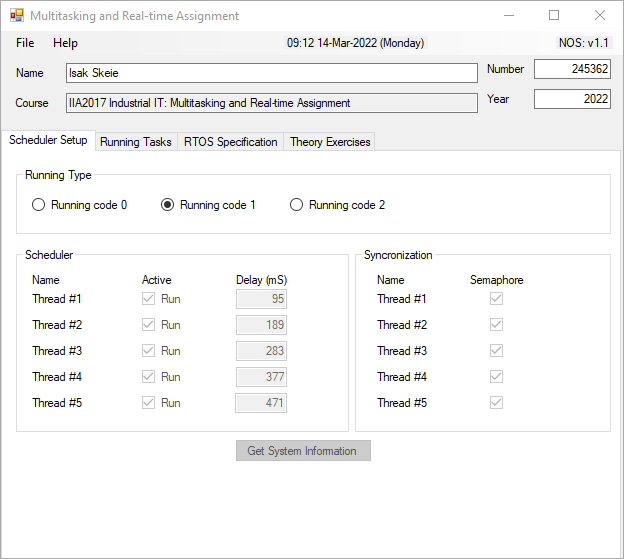 Multitasking and Real-time Assignment
File Help 09:12 14-Mar-2022 (Monday) NOS: v1.1
Name Isak Skeie Number 245362
Course IIA2017 Industrial IT: Multitasking and Real-time Assignment Year 2022
Scheduler Setup Running Tasks RTOS Specification Theory Exercises
Running Type
Running code 0 Running code 1 Running code 2
Scheduler Syncronization
Name Active Delay (mS) Name Semaphore
Thread #1 Run 95 Thread #1
Thread #2 Run 189 Thread #2
Thread #3 Run 283 Thread #3
Thread #4 Run 377 Thread #4
Thread #5 Run 471 Thread #5
Get System Information